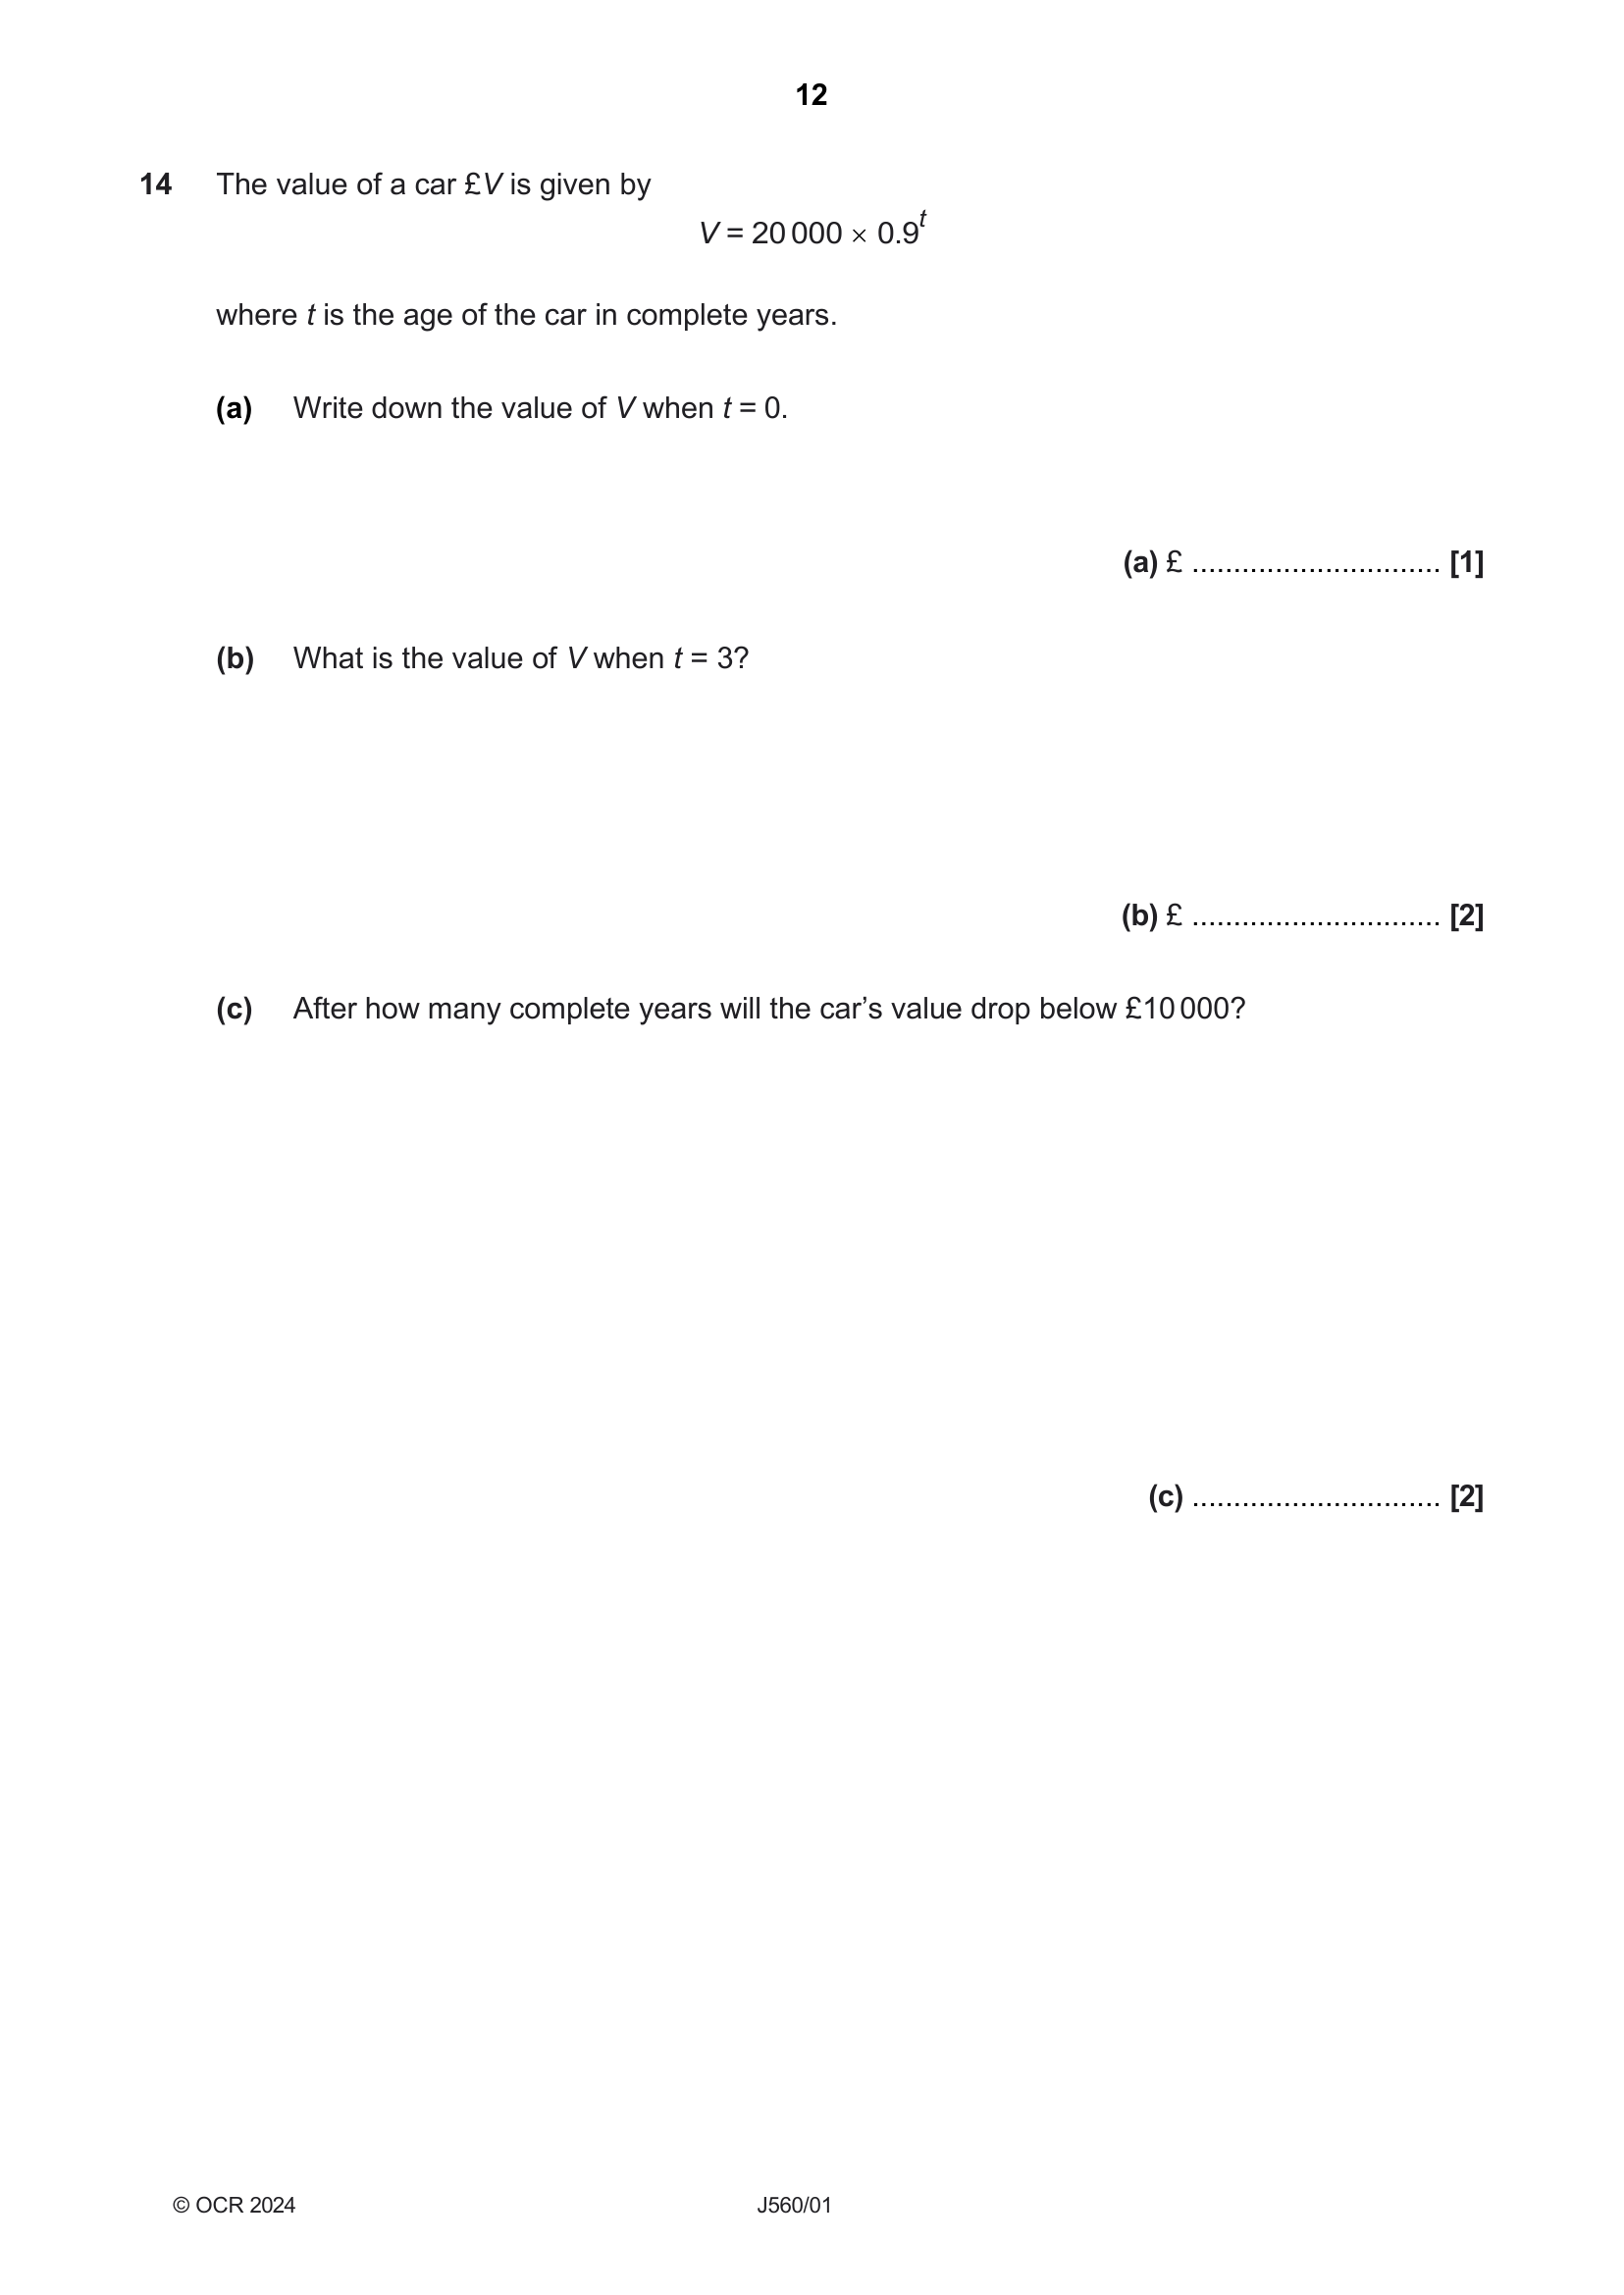 12
14 The value of a car £V is given by
V = 20 000 × 0.9^t
where t is the age of the car in complete years.
(a) Write down the value of V when t = 0.
(a) £ .............................. [1]
(b) What is the value of V when t = 3?
(b) £ .............................. [2]
(c) After how many complete years will the car’s value drop below £10 000?
(c) .............................. [2]
© OCR 2024 J560/01